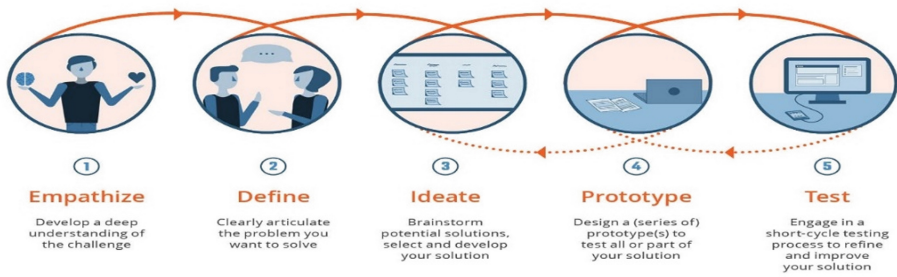 ...
1
Empathize
Develop a deep
understanding of
the challenge
2
Define
Clearly articulate
the problem you
want to solve
3
Ideate
Brainstorm
potential solutions,
select and develop
your solution
4
Prototype
Design a (series of)
prototype(s) to
test all or part of
your solution
5
Test
Engage in a
short-cycle testing
process to refine
and improve
your solution